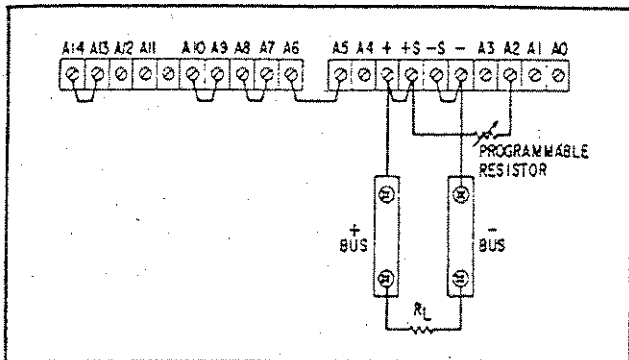 A14 A13 A12 A11 A10 A9 A8 A7 A6 A5 A4 + +S -S - A3 A2 A1 A0
PROGRAMMABLE
RESISTOR
+
BUS
-
BUS
RL